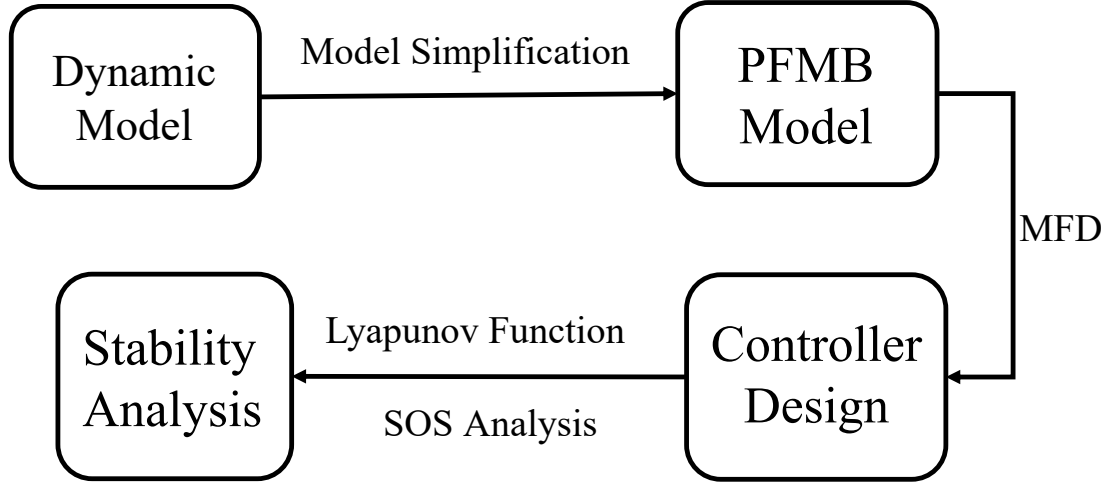 Dynamic
Model
Model Simplification
PFMB
Model
MFD
Controller
Design
Lyapunov Function
SOS Analysis
Stability
Analysis